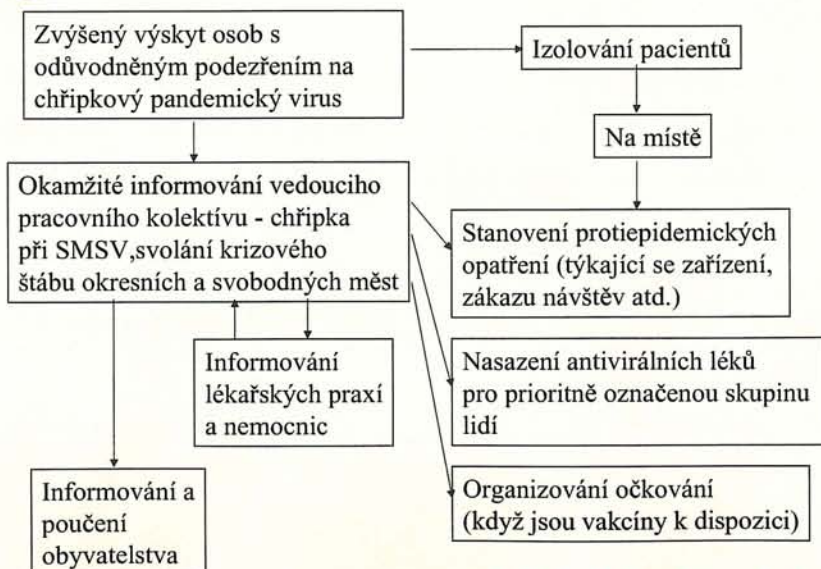 Zvýšený výskyt osob s
odůvodněným podezřením na
chřipkový pandemický virus
Izolování pacientů
Na místě
Okamžité informování vedouciho
pracovního kolektívu - chřipka
při SMSV,svolání krizového
štábu okresních a svobodných měst
Stanovení protiepidemických
opatření (týkající se zařízení,
zákazu návštěv atd.)
Informování
lékařských praxí
a nemocnic
Nasazení antivirálních léků
pro prioritně označenou skupinu
lidí
Informování a
poučení
obyvatelstva
Organizování očkování
(když jsou vakcíny k dispozici)